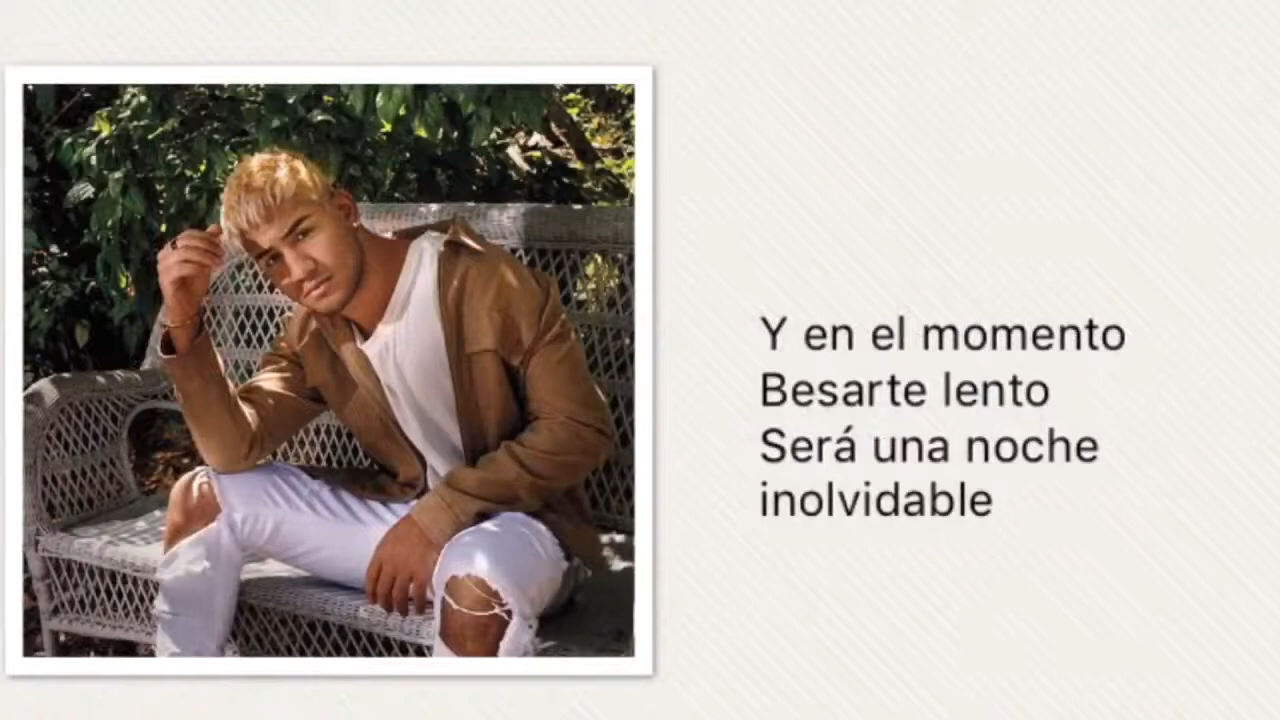 Y en el momento
Besarte lento
Será una noche
inolvidable